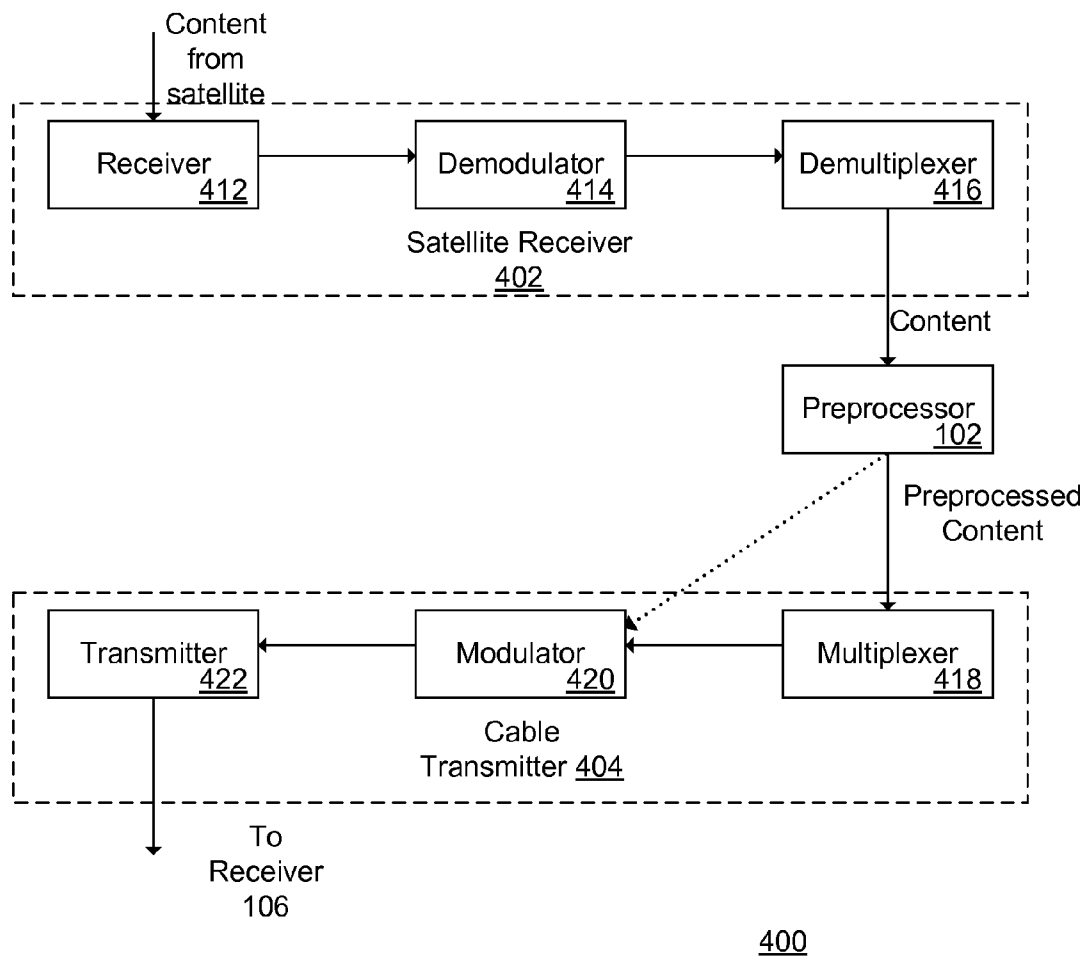 Content
from
satellite
Receiver
412
Demodulator
414
Demultiplexer
416
Satellite Receiver
402
Content
Preprocessor
102
Preprocessed
Content
Transmitter
422
Modulator
420
Multiplexer
418
Cable
Transmitter 404
To
Receiver
106
400